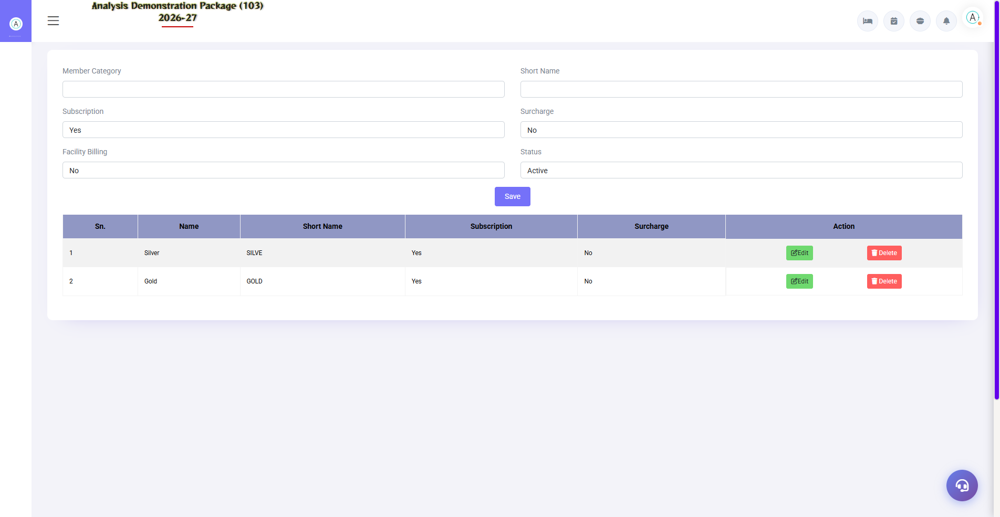 Analysis Demonstration Package (103)
2026-27
Member Category
Short Name
Subscription
Yes
Surcharge
No
Facility Billing
No
Status
Active
Save
Sn. Name Short Name Subscription Surcharge Action
1 Silver SILVE Yes No Edit Delete
2 Gold GOLD Yes No Edit Delete